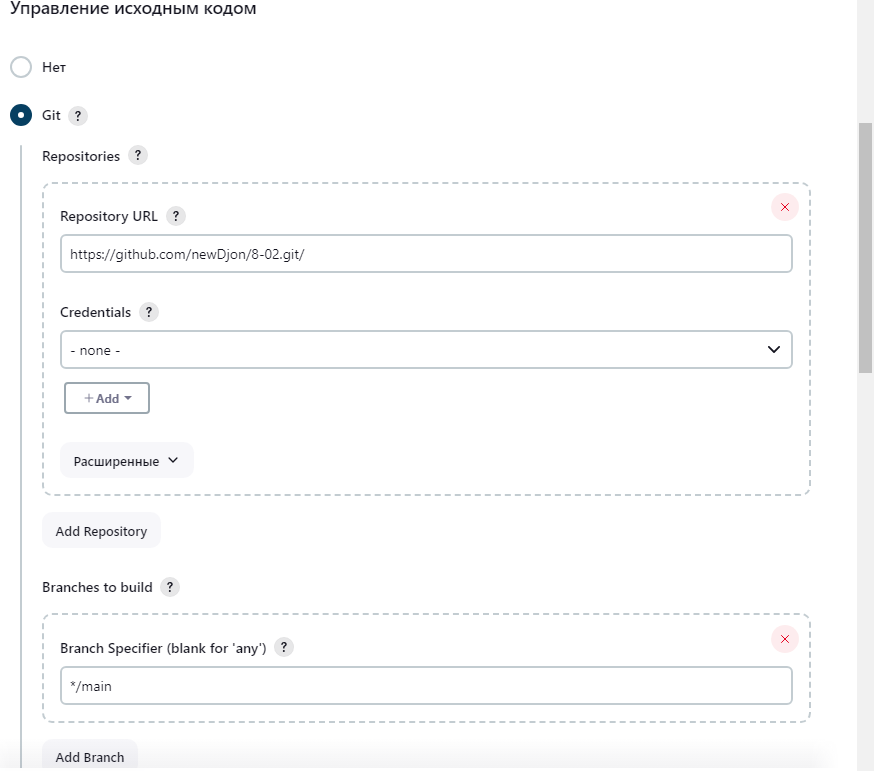 Управление исходным кодом
Нет
Git ?
Repositories ?
Repository URL ?
https://github.com/newDjon/8-02.git/
Credentials ?
- none -
+ Add
Расширенные
Add Repository
Branches to build ?
Branch Specifier (blank for 'any') ?
*/main
Add Branch